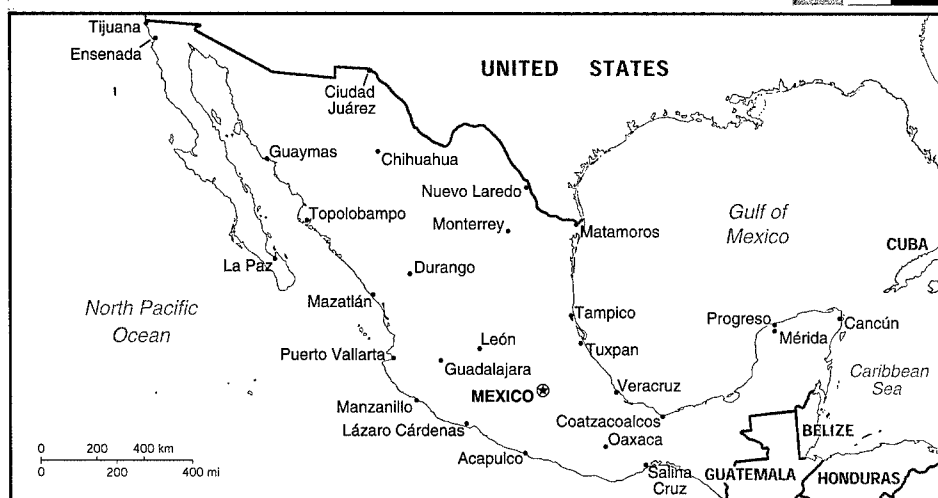 Tijuana
Ensenada
UNITED STATES
Ciudad
Juárez
Guaymas
Chihuahua
Nuevo Laredo
Topolobampo
Monterrey
Matamoros
Gulf of
Mexico
CUBA
La Paz
Durango
Mazatlán
North Pacific
Ocean
Tampico
Progreso
Cancún
Mérida
León
Tuxpan
Puerto Vallarta
Guadalajara
Caribbean
Sea
MEXICO
Veracruz
Manzanillo
Coatzacoalcos
BELIZE
Lázaro Cárdenas
Oaxaca
0 200 400 km
Acapulco
0 200 400 mi
Salina
Cruz
GUATEMALA
HONDURAS